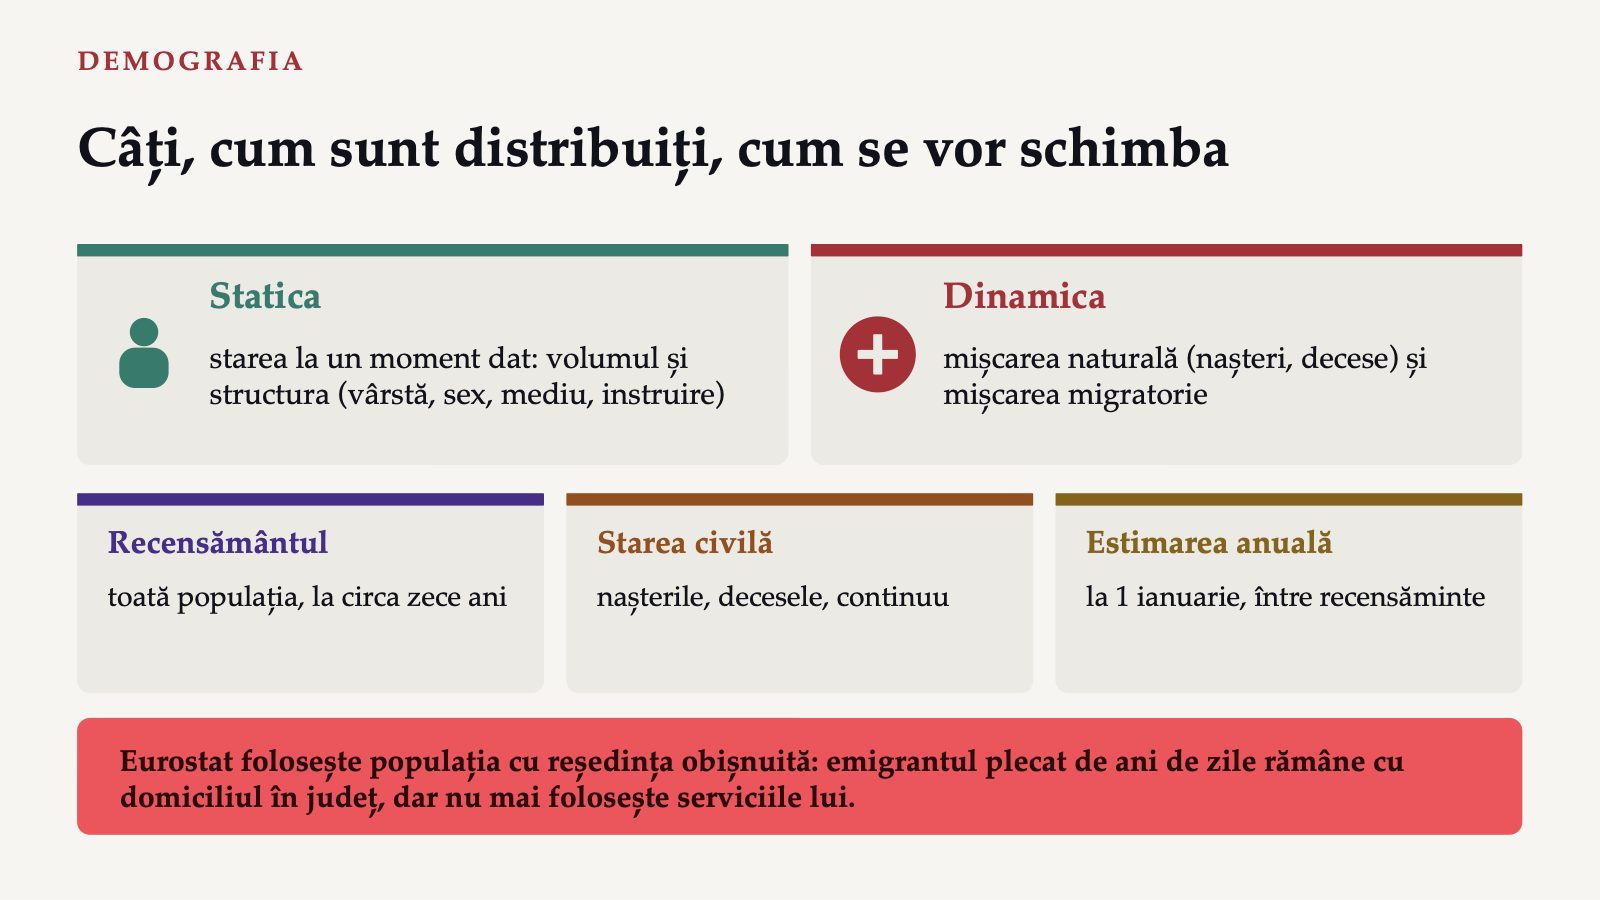 DEMOGRAFIA
Câți, cum sunt distribuiți, cum se vor schimba
Statica
starea la un moment dat: volumul și
structura (vârstă, sex, mediu, instruire)
Dinamica
mișcarea naturală (nașteri, decese) și
mișcarea migratorie
Recensământul
toată populația, la circa zece ani
Starea civilă
nașterile, decesele, continuu
Estimarea anuală
la 1 ianuarie, între recensăminte
Eurostat folosește populația cu reședința obișnuită: emigrantul plecat de ani de zile rămâne cu
domiciliul în județ, dar nu mai folosește serviciile lui.